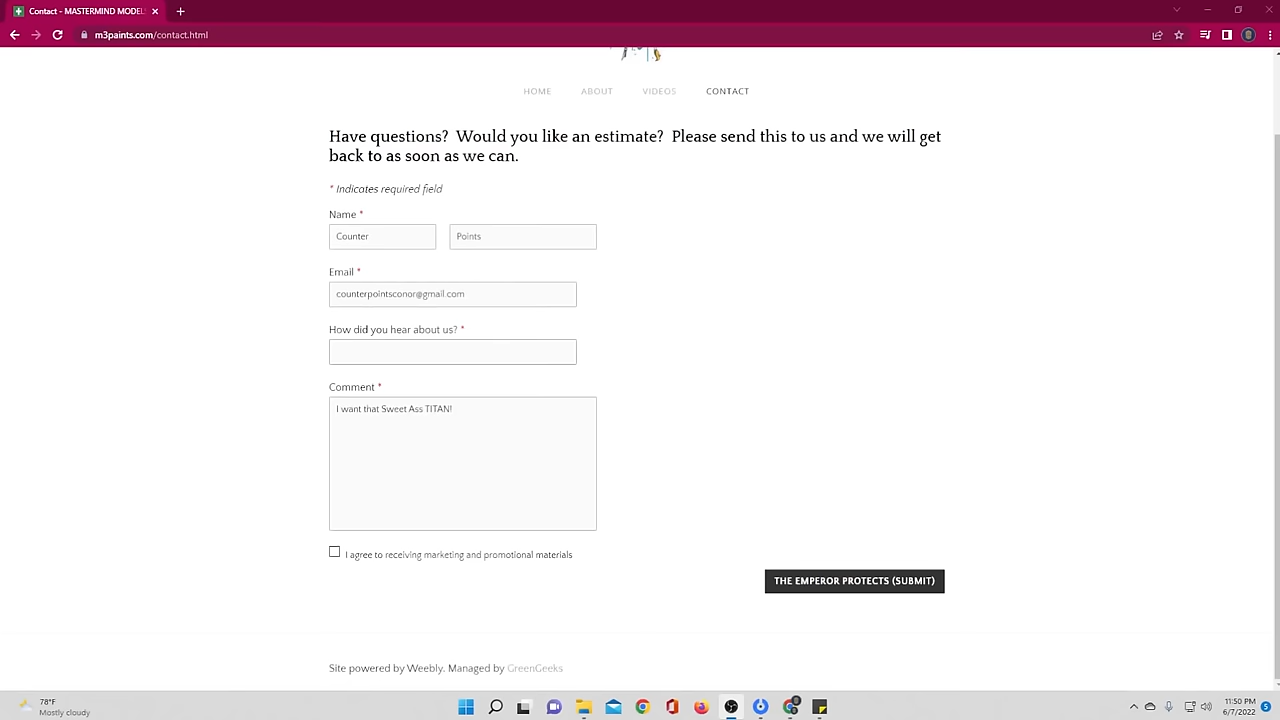 Contact - MASTERMIND MODEL
m3paints.com/contact.html
HOME ABOUT VIDEOS CONTACT
Have questions? Would you like an estimate? Please send this to us and we will get
back to as soon as we can.
* Indicates required field
Name *
Counter Points
Email *
counterpointsconor@gmail.com
How did you hear about us? *
Comment *
I want that Sweet Ass TITAN!
I agree to receiving marketing and promotional materials
THE EMPEROR PROTECTS (SUBMIT)
Site powered by Weebly. Managed by GreenGeeks
78°F
Mostly cloudy
11:50 PM
6/7/2022
5